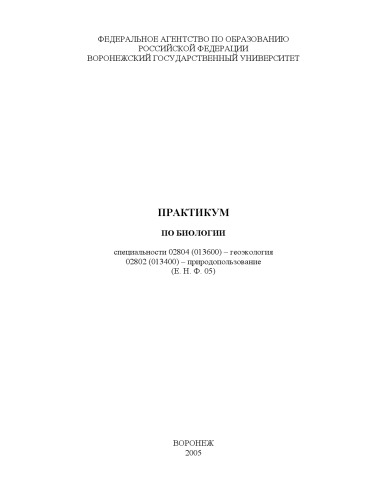 ФЕДЕРАЛЬНОЕ АГЕНТСТВО ПО ОБРАЗОВАНИЮ
РОССИЙСКОЙ ФЕДЕРАЦИИ
ВОРОНЕЖСКИЙ ГОСУДАРСТВЕННЫЙ УНИВЕРСИТЕТ
ПРАКТИКУМ
ПО БИОЛОГИИ
специальности 02804 (013600) – геоэкология
02802 (013400) – природопользование
(Е. Н. Ф. 05)
ВОРОНЕЖ
2005